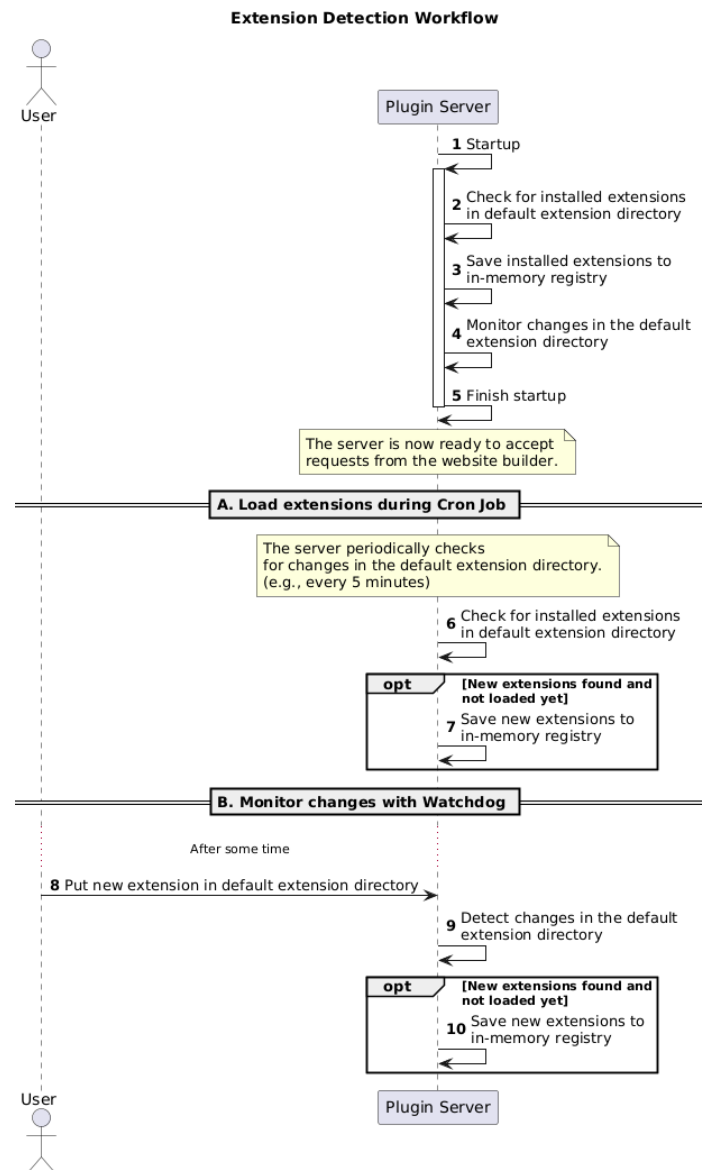 Extension Detection Workflow
User
Plugin Server
1 Startup
2 Check for installed extensions
in default extension directory
3 Save installed extensions to
in-memory registry
4 Monitor changes in the default
extension directory
5 Finish startup
The server is now ready to accept
requests from the website builder.
A. Load extensions during Cron Job
The server periodically checks
for changes in the default extension directory.
(e.g., every 5 minutes)
6 Check for installed extensions
in default extension directory
opt [New extensions found and
not loaded yet]
7 Save new extensions to
in-memory registry
B. Monitor changes with Watchdog
After some time
8 Put new extension in default extension directory
9 Detect changes in the default
extension directory
opt [New extensions found and
not loaded yet]
10 Save new extensions to
in-memory registry
User
Plugin Server